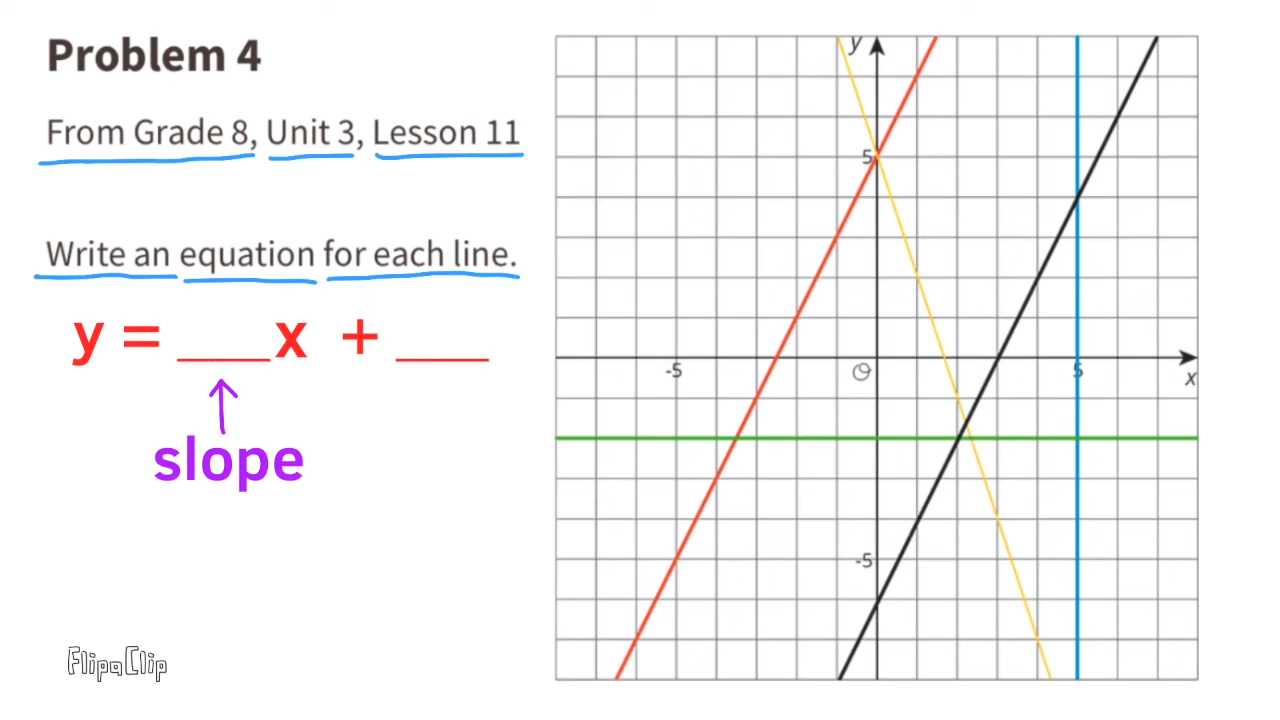 Problem 4
From Grade 8, Unit 3, Lesson 11
Write an equation for each line.
y = ___x + ___
slope
FlipaClip
y
5
-5
O
5
x
-5